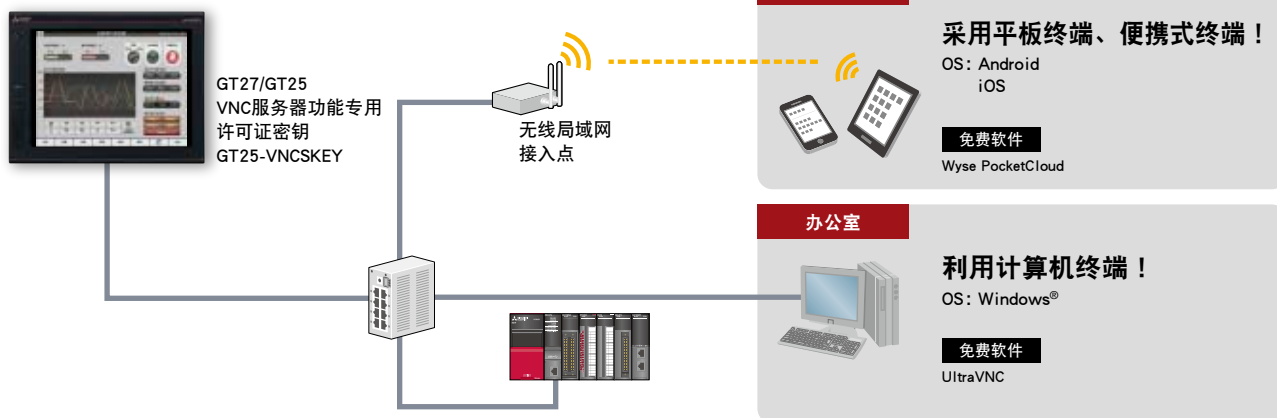 GT27/GT25
VNC服务器功能专用
许可证密钥
GT25-VNCSKEY
无线局域网
接入点
采用平板终端、便携式终端！
OS：Android
iOS
免费软件
Wyse PocketCloud
办公室
利用计算机终端！
OS：Windows®
免费软件
UltraVNC